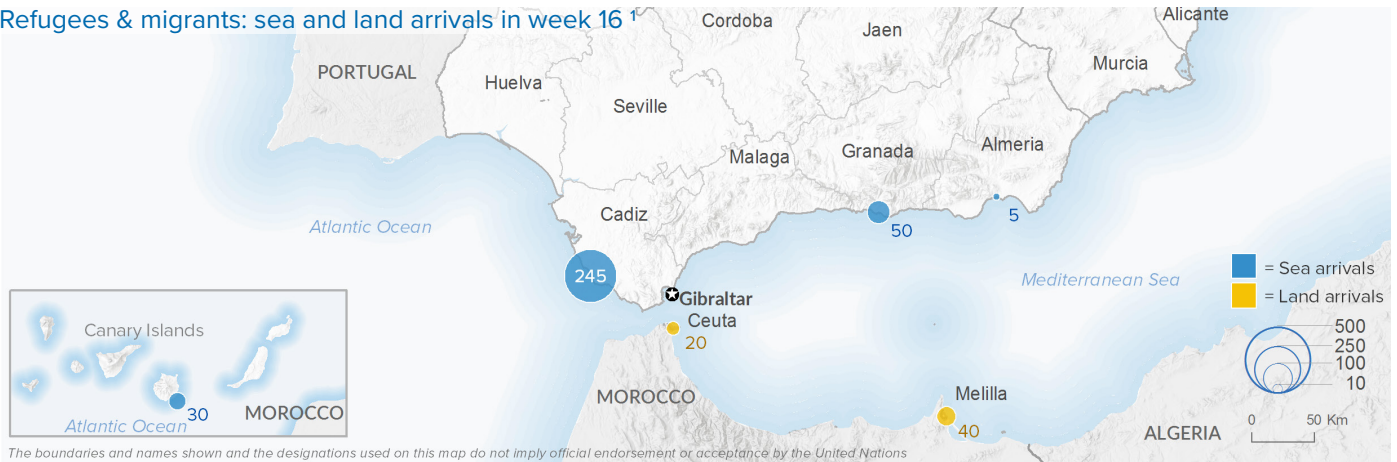 Refugees & migrants: sea and land arrivals in week 16 ¹
Cordoba
Jaen
Alicante
PORTUGAL
Huelva
Murcia
Seville
Malaga
Granada
Almeria
Cadiz
5
Atlantic Ocean
50
245
Mediterranean Sea
= Sea arrivals
Gibraltar
= Land arrivals
Ceuta
20
Canary Islands
500
250
100
10
MOROCCO
Melilla
30
MOROCCO
Atlantic Ocean
40
ALGERIA
0 50 Km
The boundaries and names shown and the designations used on this map do not imply official endorsement or acceptance by the United Nations